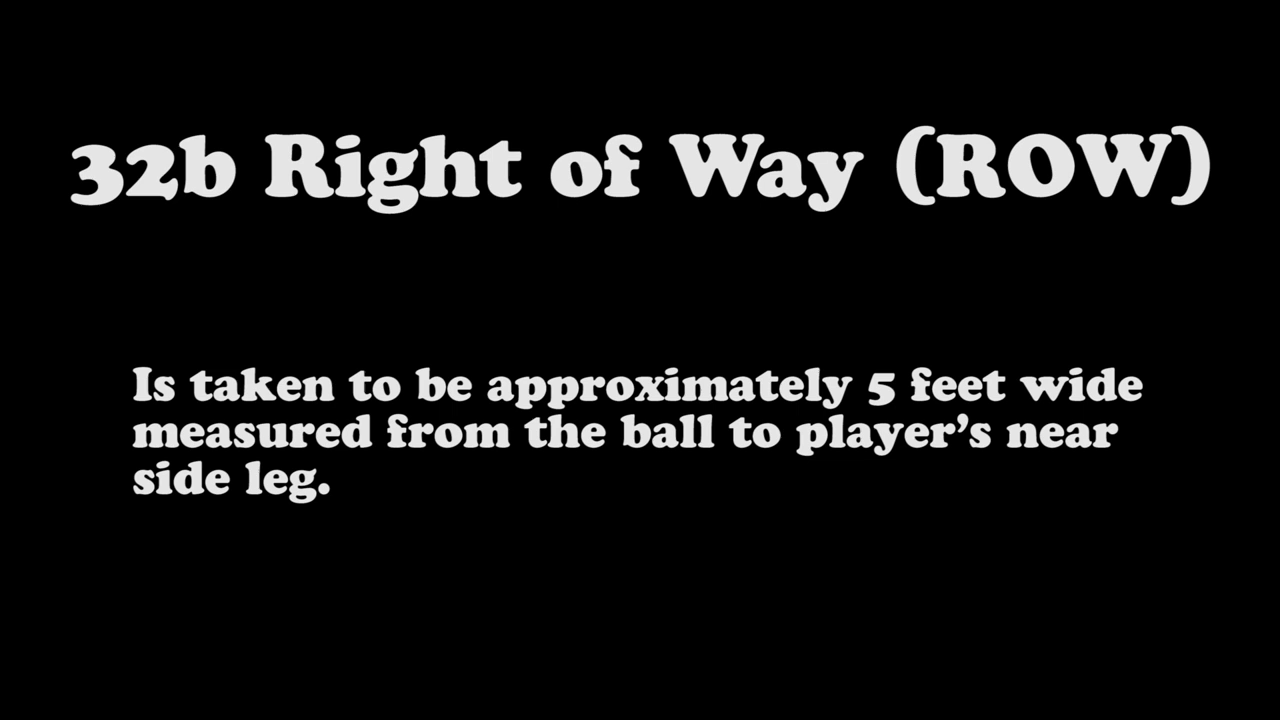 32b Right of Way (ROW)
Is taken to be approximately 5 feet wide
measured from the ball to player’s near
side leg.